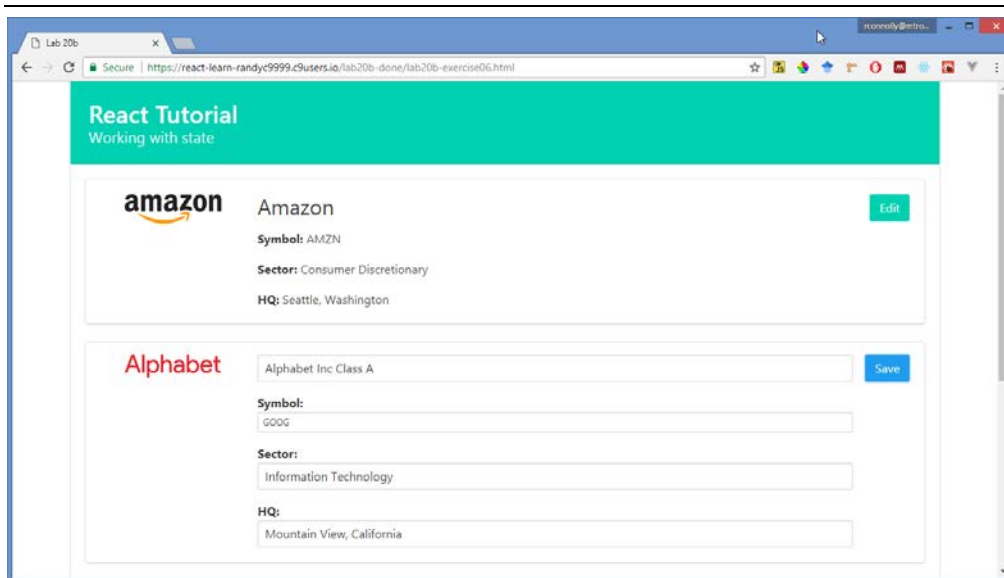 rconnolly@mtro...
Lab 20b
Secure | https://react-learn-randyc9999.c9users.io/lab20b-done/lab20b-exercise06.html
React Tutorial
Working with state
amazon
Amazon
Edit
Symbol: AMZN
Sector: Consumer Discretionary
HQ: Seattle, Washington
Alphabet
Alphabet Inc Class A
Save
Symbol:
GOOG
Sector:
Information Technology
HQ:
Mountain View, California